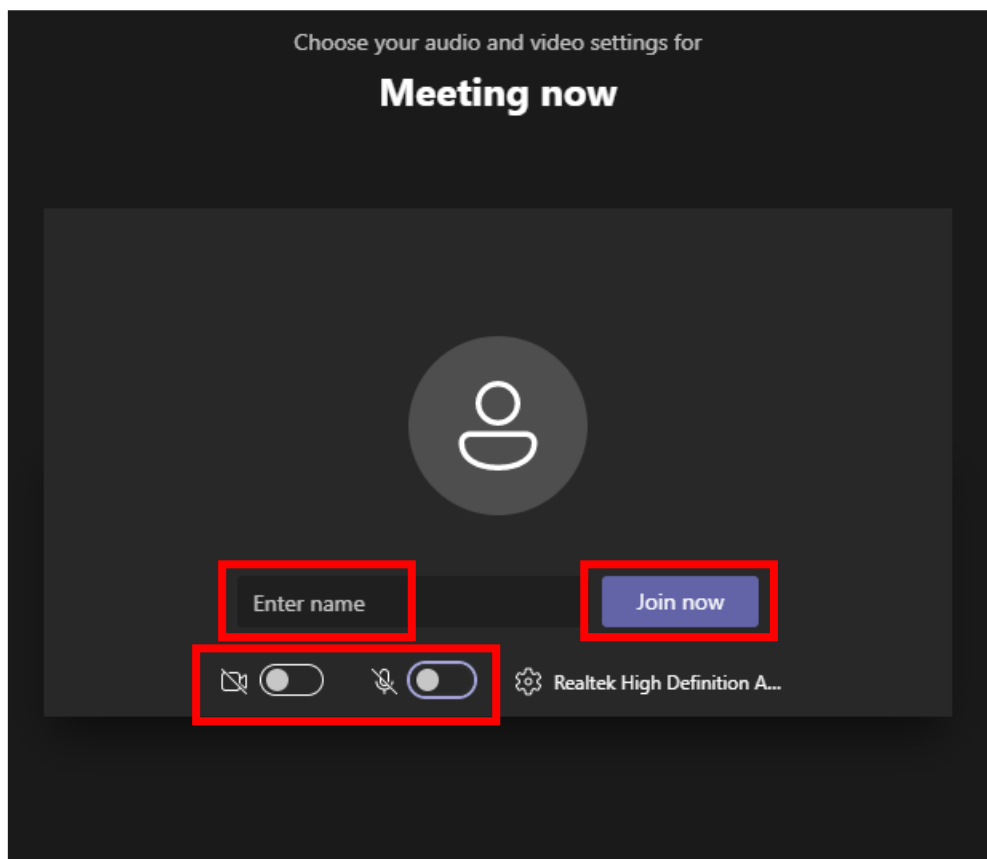 Choose your audio and video settings for
Meeting now
Enter name
Join now
Realtek High Definition A...